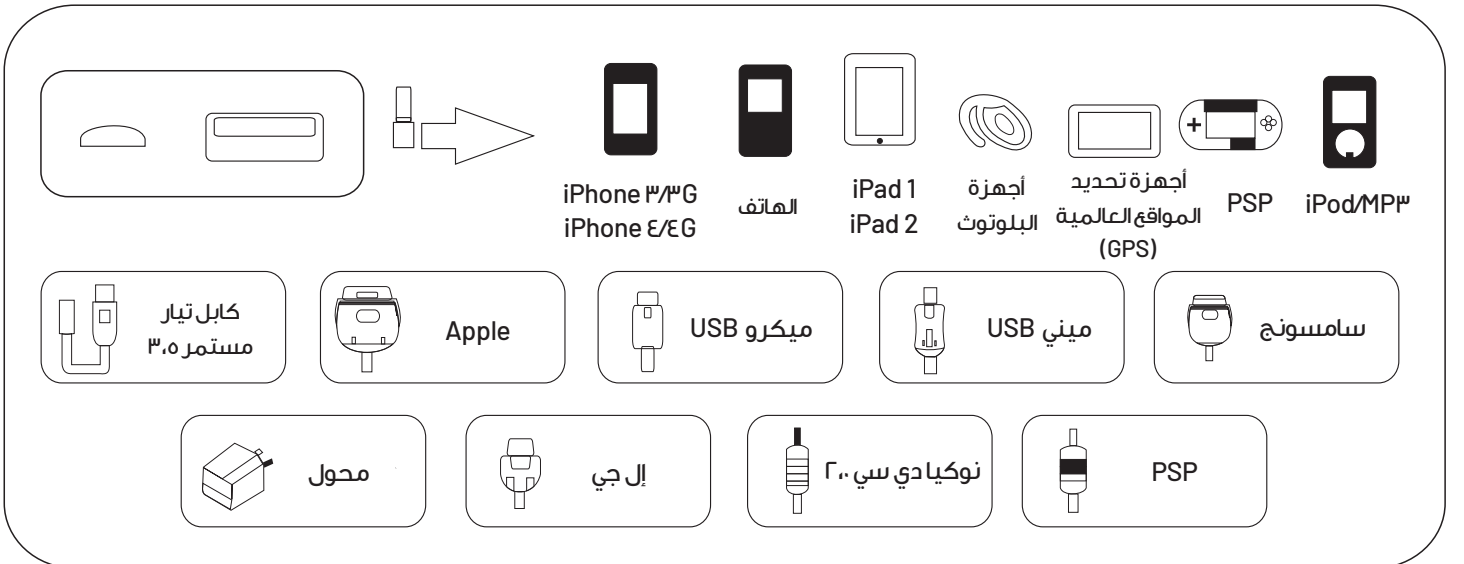 iPod/MP٣
PSP
أجهزة تحديد
المواقع العالمية
(GPS)
أجهزة
البلوتوث
iPad 1
iPad 2
الهاتف
iPhone ٣/٣G
iPhone ٤/٤G
سامسونج
ميني USB
ميكرو USB
Apple
كابل تيار
مستمر ٣،٥
PSP
نوكيا دي سي ٢،٠
إل جي
محول